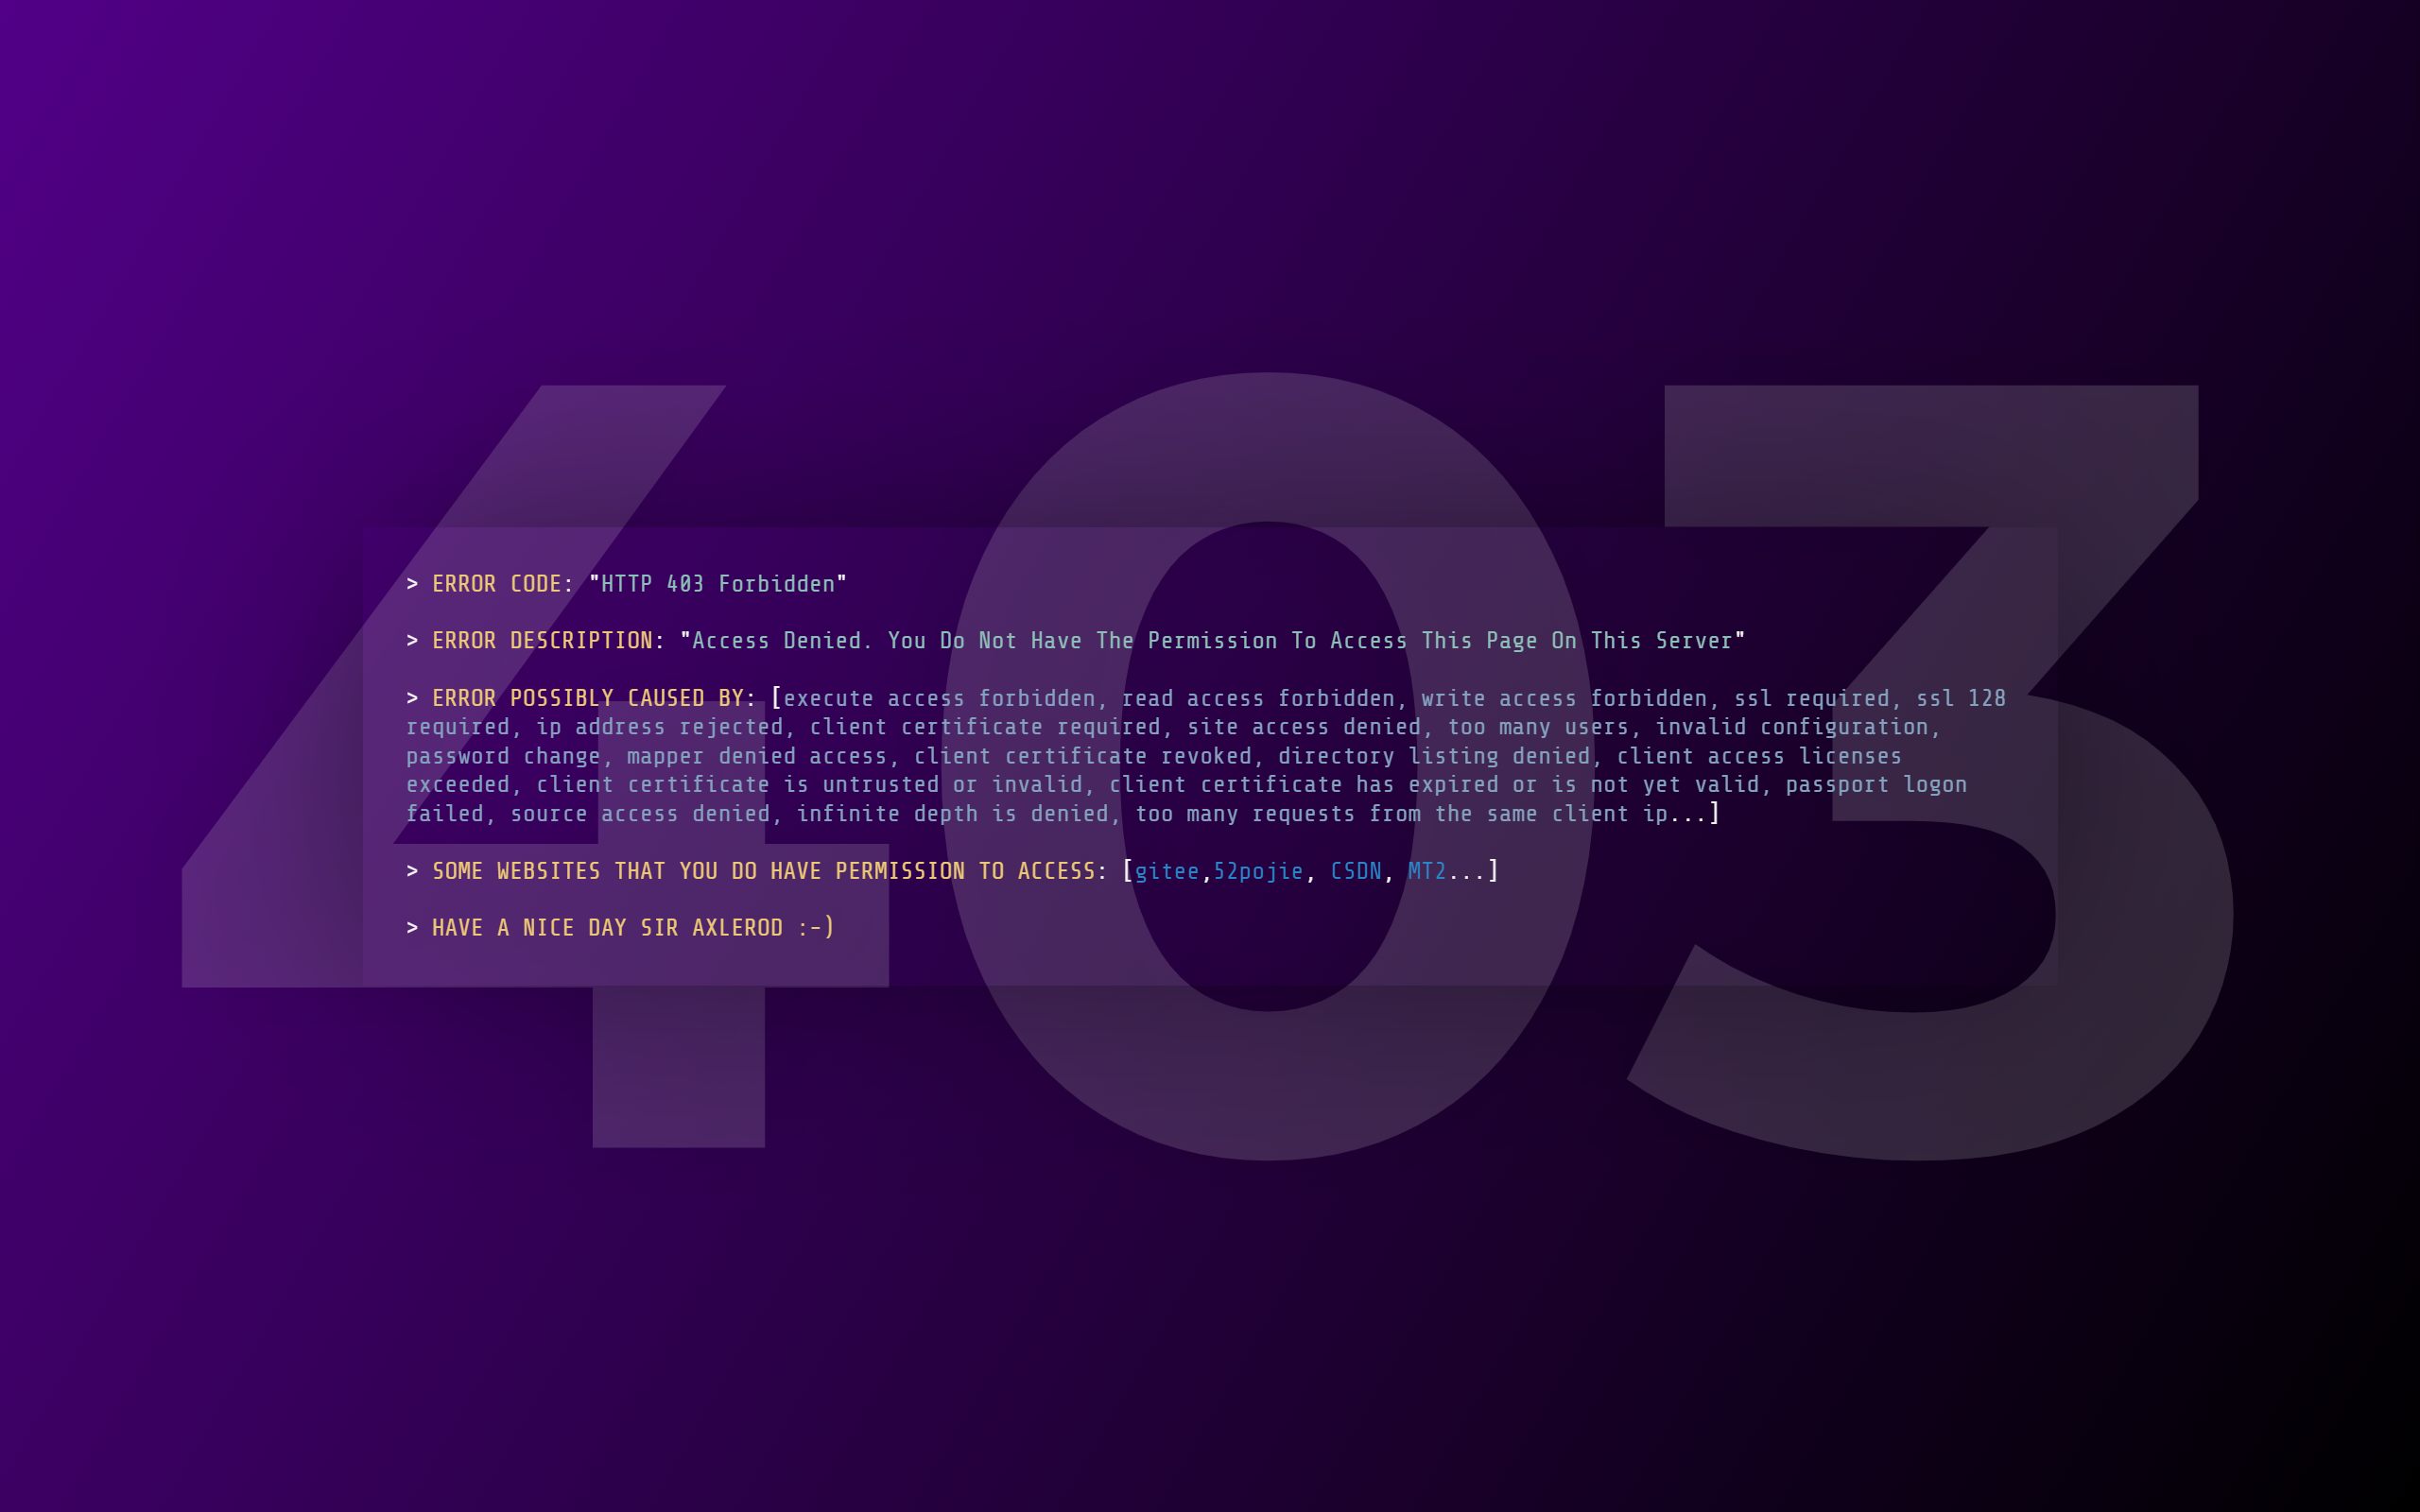 403
> ERROR CODE: "HTTP 403 Forbidden"
> ERROR DESCRIPTION: "Access Denied. You Do Not Have The Permission To Access This Page On This Server"
> ERROR POSSIBLY CAUSED BY: [execute access forbidden, read access forbidden, write access forbidden, ssl required, ssl 128
required, ip address rejected, client certificate required, site access denied, too many users, invalid configuration,
password change, mapper denied access, client certificate revoked, directory listing denied, client access licenses
exceeded, client certificate is untrusted or invalid, client certificate has expired or is not yet valid, passport logon
failed, source access denied, infinite depth is denied, too many requests from the same client ip...]
> SOME WEBSITES THAT YOU DO HAVE PERMISSION TO ACCESS: [gitee,52pojie, CSDN, MT2...]
> HAVE A NICE DAY SIR AXLEROD :-)